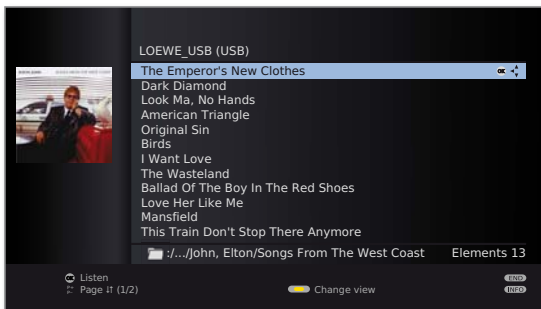 LOEWE_USB (USB)
The Emperor's New Clothes
Dark Diamond
Look Ma, No Hands
American Triangle
Original Sin
Birds
I Want Love
The Wasteland
Ballad Of The Boy In The Red Shoes
Love Her Like Me
Mansfield
This Train Don't Stop There Anymore
:/.../John, Elton/Songs From The West Coast Elements 13
OK Listen END
P+ P- Page ↓↑ (1/2) Change view INFO